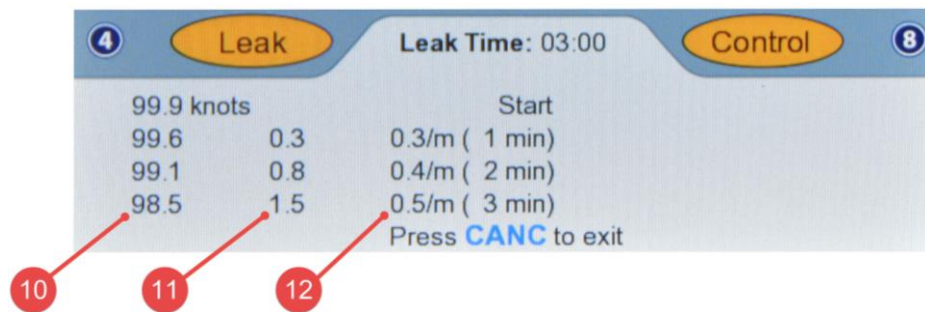 4 Leak Leak Time: 03:00 Control 8
99.9 knots Start
99.6 0.3 0.3/m ( 1 min)
99.1 0.8 0.4/m ( 2 min)
98.5 1.5 0.5/m ( 3 min)
Press CANC to exit
10 11 12